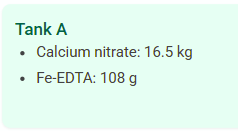 Tank A
• Calcium nitrate: 16.5 kg
• Fe-EDTA: 108 g